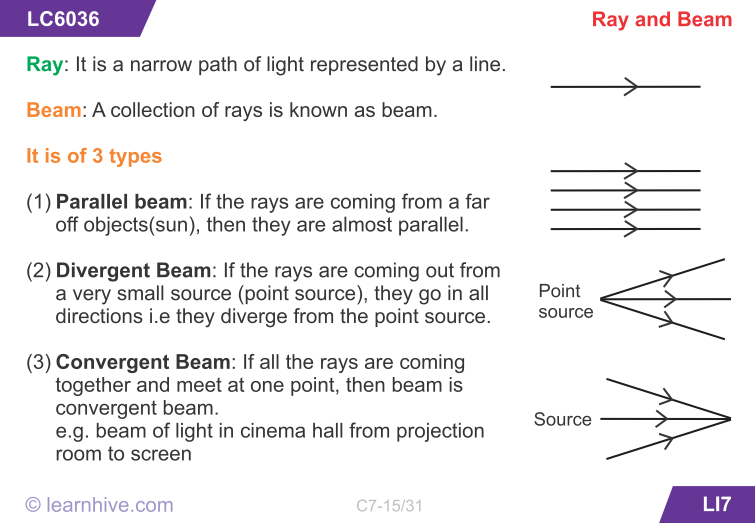 LC6036
Ray and Beam
Ray: It is a narrow path of light represented by a line.
Beam: A collection of rays is known as beam.
It is of 3 types
(1) Parallel beam: If the rays are coming from a far
off objects(sun), then they are almost parallel.
(2) Divergent Beam: If the rays are coming out from
a very small source (point source), they go in all
directions i.e they diverge from the point source.
Point
source
(3) Convergent Beam: If all the rays are coming
together and meet at one point, then beam is
convergent beam.
e.g. beam of light in cinema hall from projection
room to screen
Source
© learnhive.com
C7-15/31
LI7